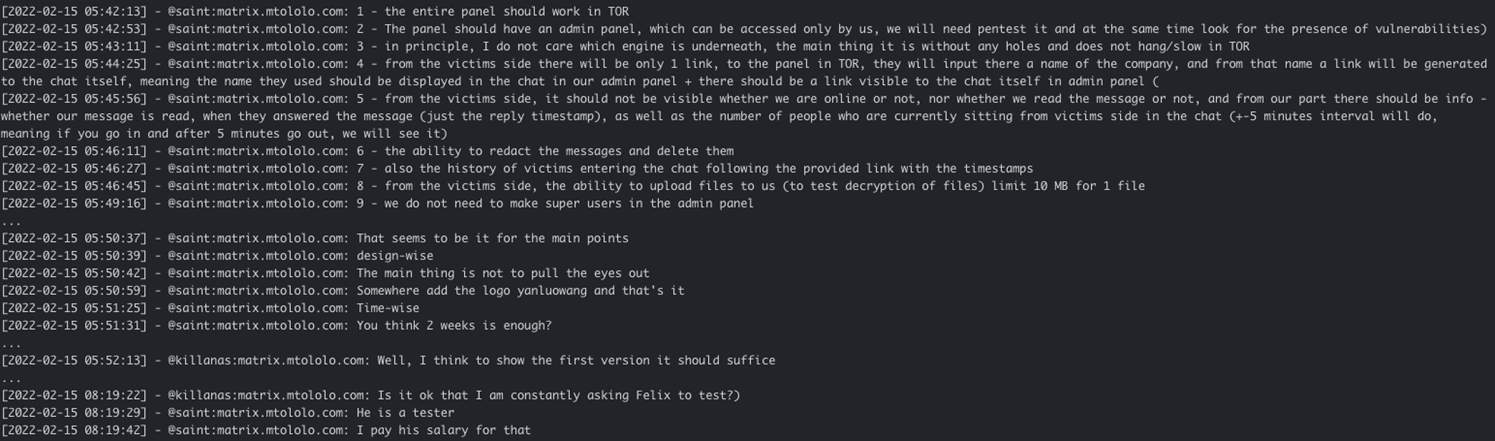 [2022-02-15 05:42:13] - @saint:matrix.mtololo.com: 1 - the entire panel should work in TOR
[2022-02-15 05:42:53] - @saint:matrix.mtololo.com: 2 - The panel should have an admin panel, which can be accessed only by us, we will need pentest it and at the same time look for the presence of vulnerabilities)
[2022-02-15 05:43:11] - @saint:matrix.mtololo.com: 3 - in principle, I do not care which engine is underneath, the main thing it is without any holes and does not hang/slow in TOR
[2022-02-15 05:44:25] - @saint:matrix.mtololo.com: 4 - from the victims side there will be only 1 link, to the panel in TOR, they will input there a name of the company, and from that name a link will be generated
to the chat itself, meaning the name they used should be displayed in the chat in our admin panel + there should be a link visible to the chat itself in admin panel (
[2022-02-15 05:45:56] - @saint:matrix.mtololo.com: 5 - from the victims side, it should not be visible whether we are online or not, nor whether we read the message or not, and from our part there should be info -
whether our message is read, when they answered the message (just the reply timestamp), as well as the number of people who are currently sitting from victims side in the chat (+-5 minutes interval will do,
meaning if you go in and after 5 minutes go out, we will see it)
[2022-02-15 05:46:11] - @saint:matrix.mtololo.com: 6 - the ability to redact the messages and delete them
[2022-02-15 05:46:27] - @saint:matrix.mtololo.com: 7 - also the history of victims entering the chat following the provided link with the timestamps
[2022-02-15 05:46:45] - @saint:matrix.mtololo.com: 8 - from the victims side, the ability to upload files to us (to test decryption of files) limit 10 MB for 1 file
[2022-02-15 05:49:16] - @saint:matrix.mtololo.com: 9 - we do not need to make super users in the admin panel
...
[2022-02-15 05:50:37] - @saint:matrix.mtololo.com: That seems to be it for the main points
[2022-02-15 05:50:39] - @saint:matrix.mtololo.com: design-wise
[2022-02-15 05:50:42] - @saint:matrix.mtololo.com: The main thing is not to pull the eyes out
[2022-02-15 05:50:59] - @saint:matrix.mtololo.com: Somewhere add the logo yanluowang and that's it
[2022-02-15 05:51:25] - @saint:matrix.mtololo.com: Time-wise
[2022-02-15 05:51:31] - @saint:matrix.mtololo.com: You think 2 weeks is enough?
...
[2022-02-15 05:52:13] - @killanas:matrix.mtololo.com: Well, I think to show the first version it should suffice
...
[2022-02-15 08:19:22] - @killanas:matrix.mtololo.com: Is it ok that I am constantly asking Felix to test?)
[2022-02-15 08:19:29] - @saint:matrix.mtololo.com: He is a tester
[2022-02-15 08:19:42] - @saint:matrix.mtololo.com: I pay his salary for that